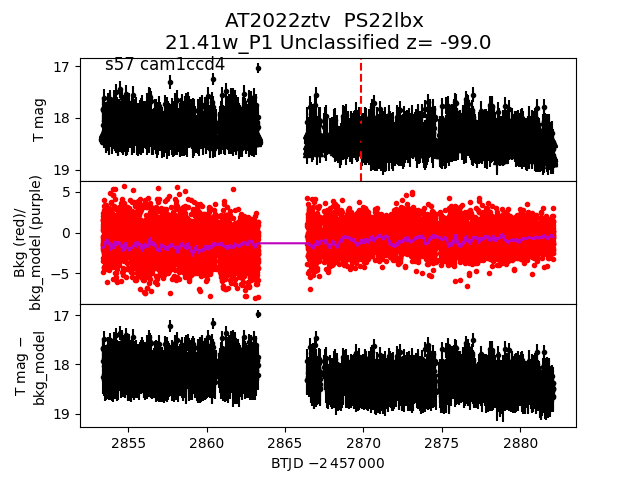 AT2022ztv  PS22lbx
21.41w_P1 Unclassified z= -99.0
s57 cam1ccd4
17
18
19
T mag
5
0
−5
Bkg (red)/
bkg_model (purple)
17
18
19
T mag −
bkg_model
2855
2860
2865
2870
2875
2880
BTJD −2 457 000